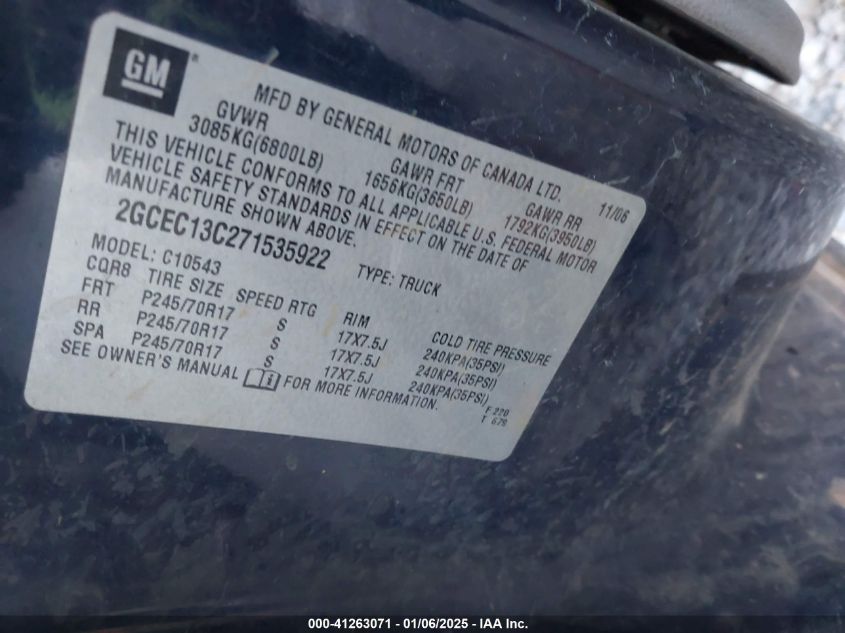 GM®
MFD BY GENERAL MOTORS OF CANADA LTD.
GVWR GAWR FRT GAWR RR 11/06
3085KG(6800LB) 1656KG(3650LB) 1792KG(3950LB)
THIS VEHICLE CONFORMS TO ALL APPLICABLE U.S. FEDERAL MOTOR
VEHICLE SAFETY STANDARDS IN EFFECT ON THE DATE OF
MANUFACTURE SHOWN ABOVE.
2GCEC13C271535922 TYPE: TRUCK
MODEL: C10543
CQR8 TIRE SIZE SPEED RTG RIM COLD TIRE PRESSURE
FRT P245/70R17 S 17X7.5J 240KPA(35PSI)
RR P245/70R17 S 17X7.5J 240KPA(35PSI)
SPA P245/70R17 S 17X7.5J 240KPA(35PSI)
SEE OWNER'S MANUAL FOR MORE INFORMATION.
F 220
T 679
000-41263071 - 01/06/2025 - IAA Inc.